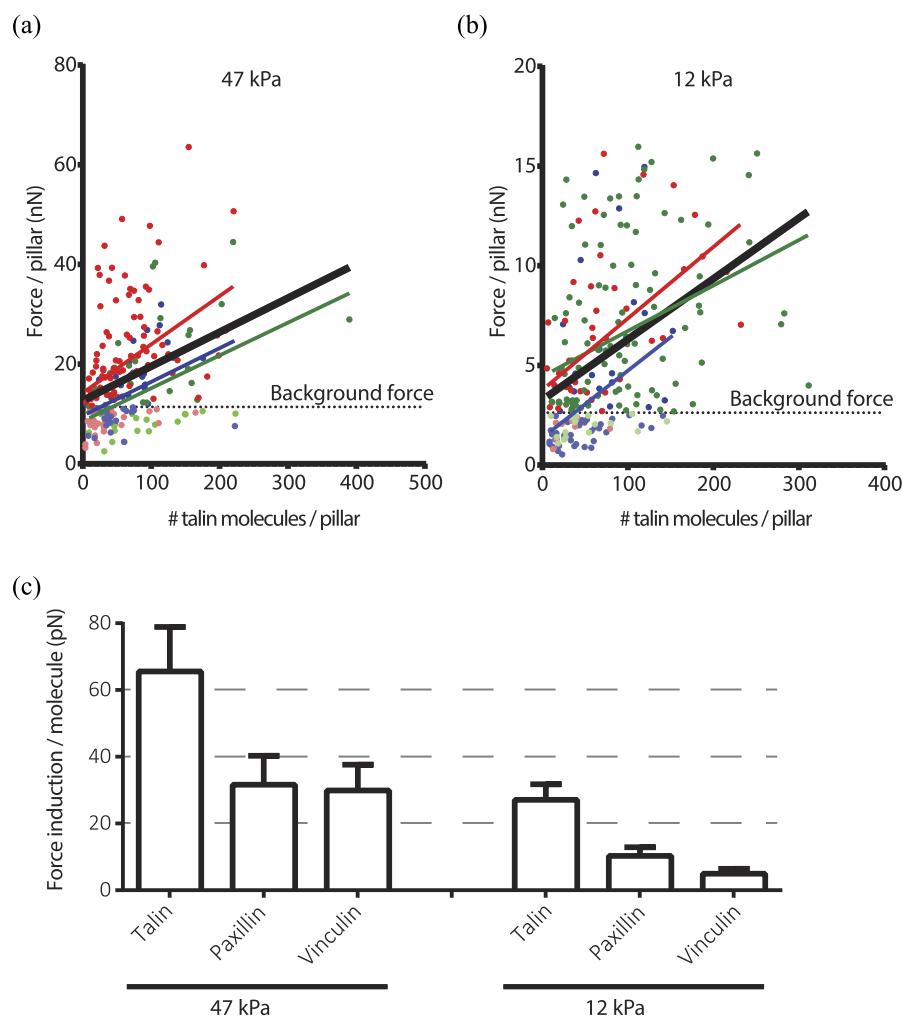 (a)
47 kPa
Force / pillar (nN)
80
60
40
20
0
Background force
0 100 200 300 400 500
# talin molecules / pillar
(b)
12 kPa
Force / pillar (nN)
20
15
10
5
0
Background force
0 100 200 300 400
# talin molecules / pillar
(c)
Force induction / molecule (pN)
80
60
40
20
0
Talin Paxillin Vinculin Talin Paxillin Vinculin
47 kPa 12 kPa